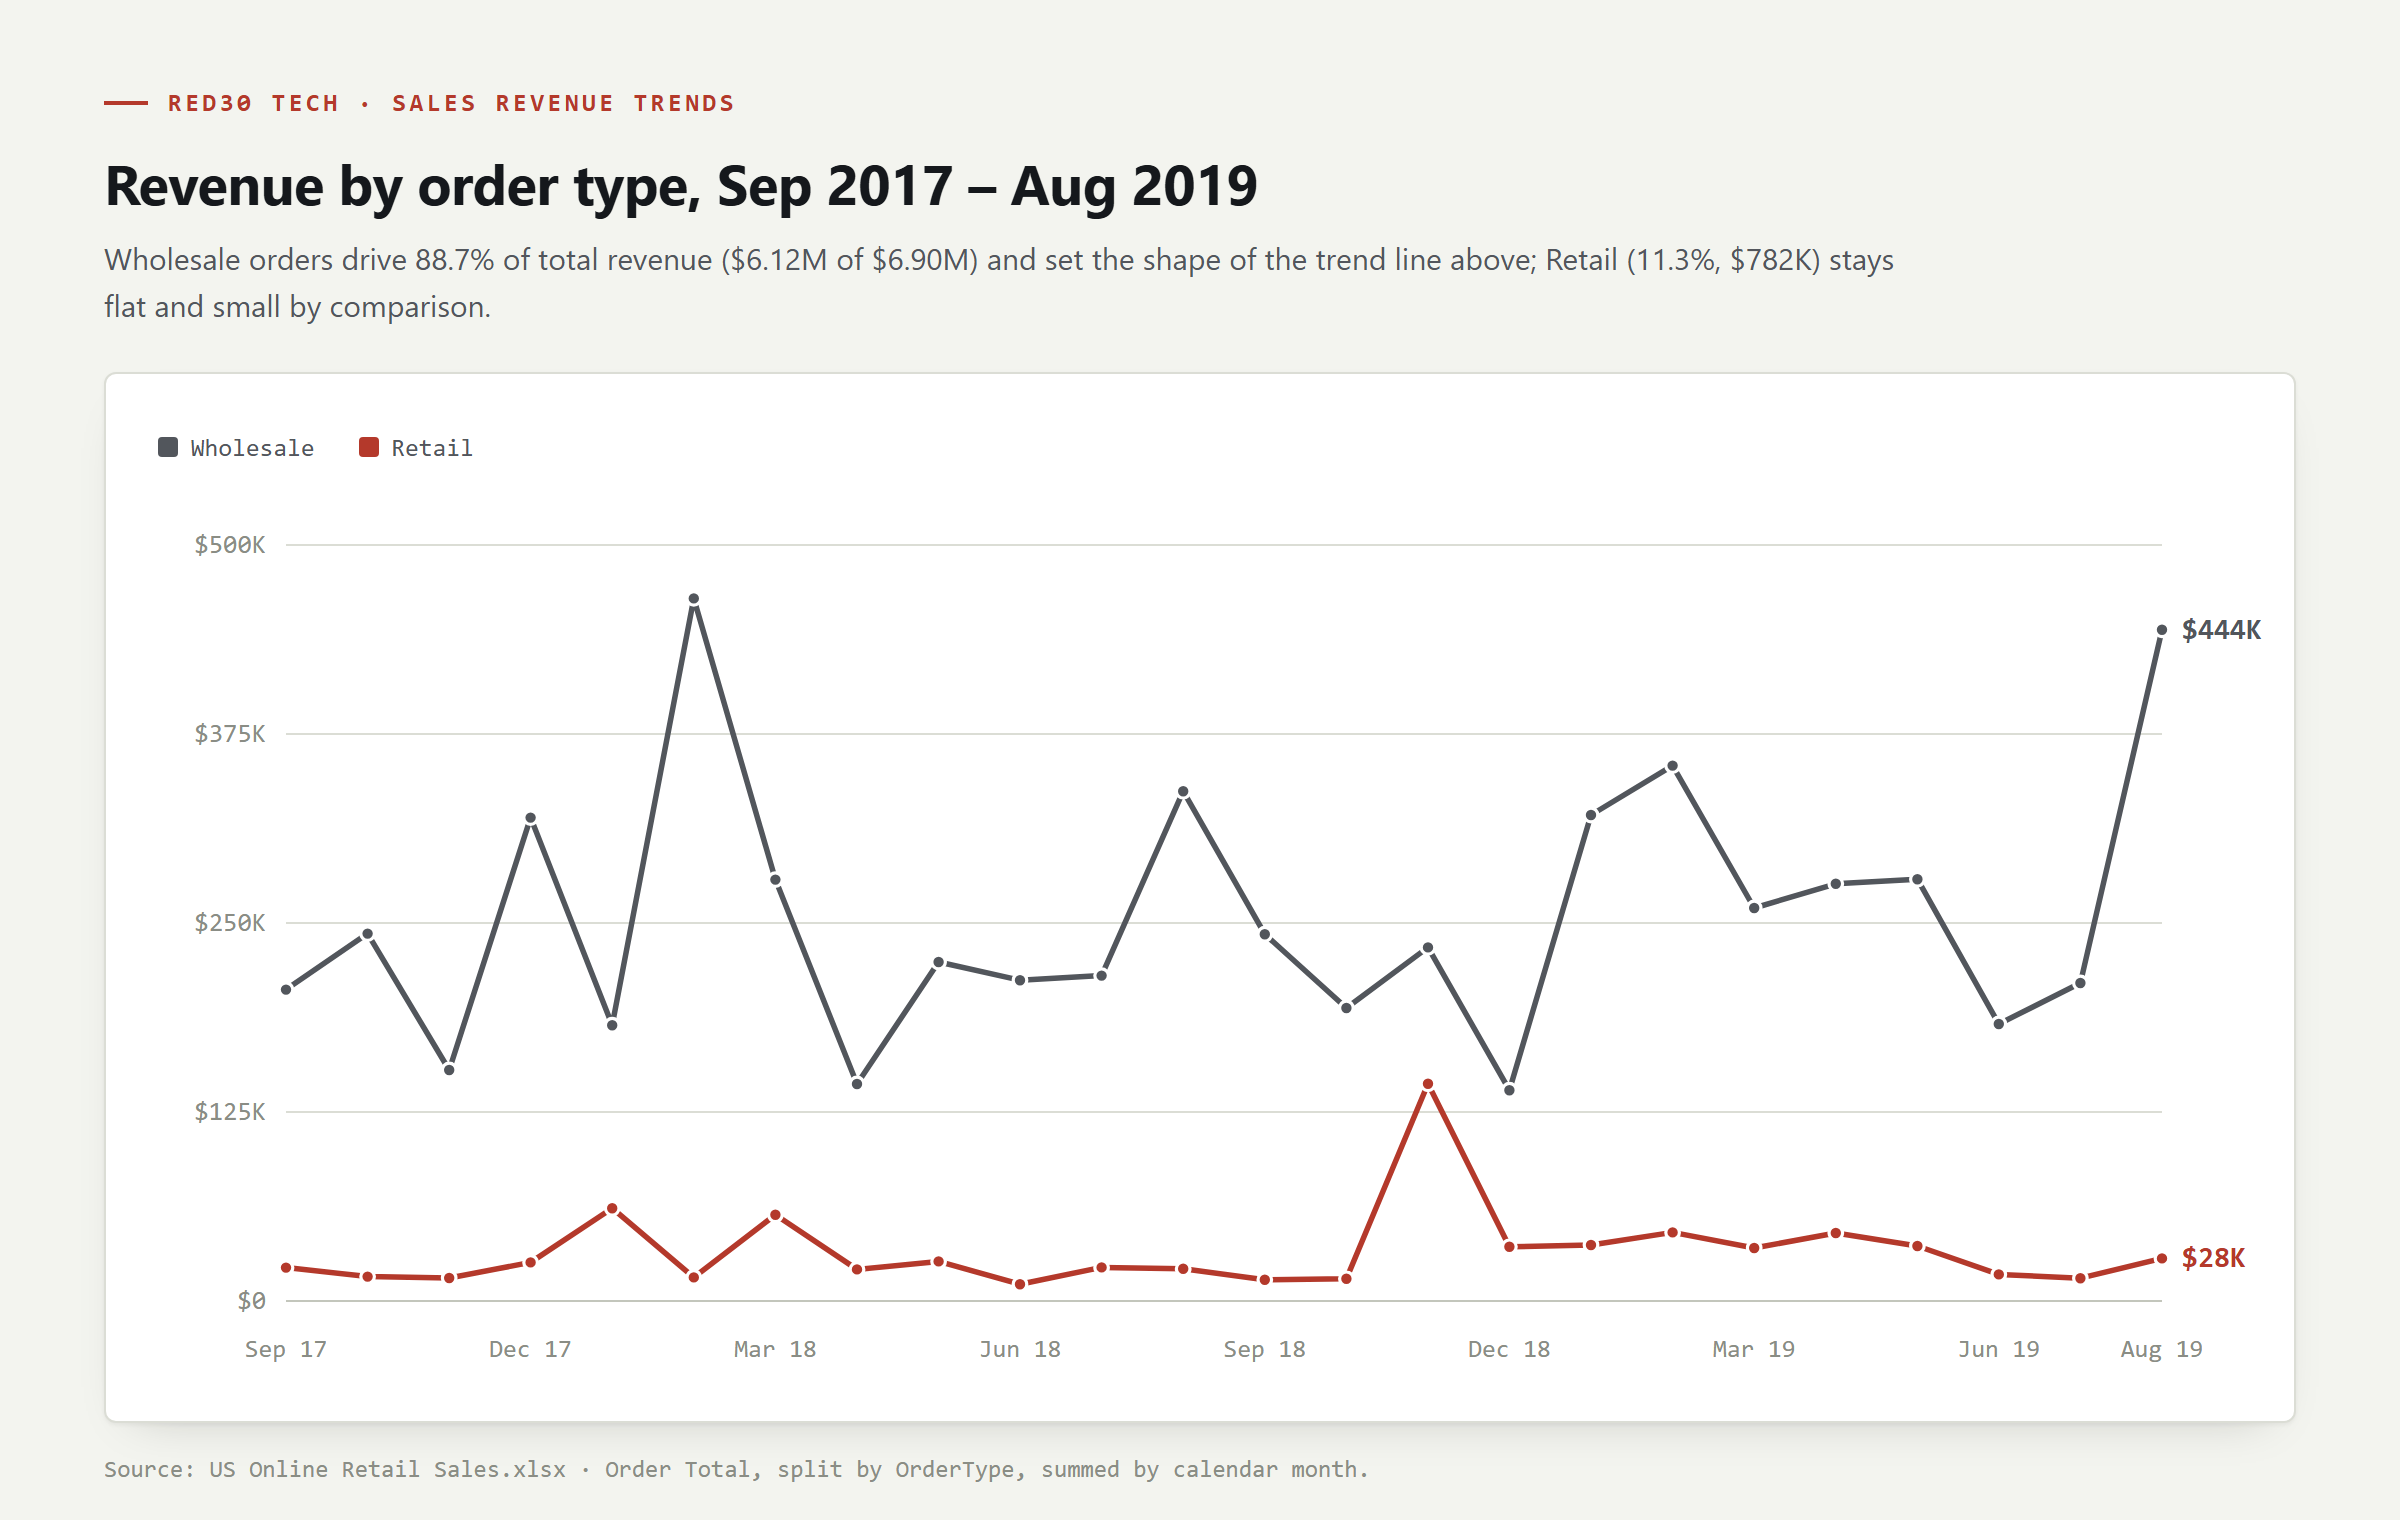 RED30 TECH · SALES REVENUE TRENDS
Revenue by order type, Sep 2017 – Aug 2019
Wholesale orders drive 88.7% of total revenue ($6.12M of $6.90M) and set the shape of the trend line above; Retail (11.3%, $782K) stays
flat and small by comparison.
Wholesale Retail
$500K
$444K
$375K
$250K
$125K
$28K
$0
Sep 17 Dec 17 Mar 18 Jun 18 Sep 18 Dec 18 Mar 19 Jun 19 Aug 19
Source: US Online Retail Sales.xlsx · Order Total, split by OrderType, summed by calendar month.